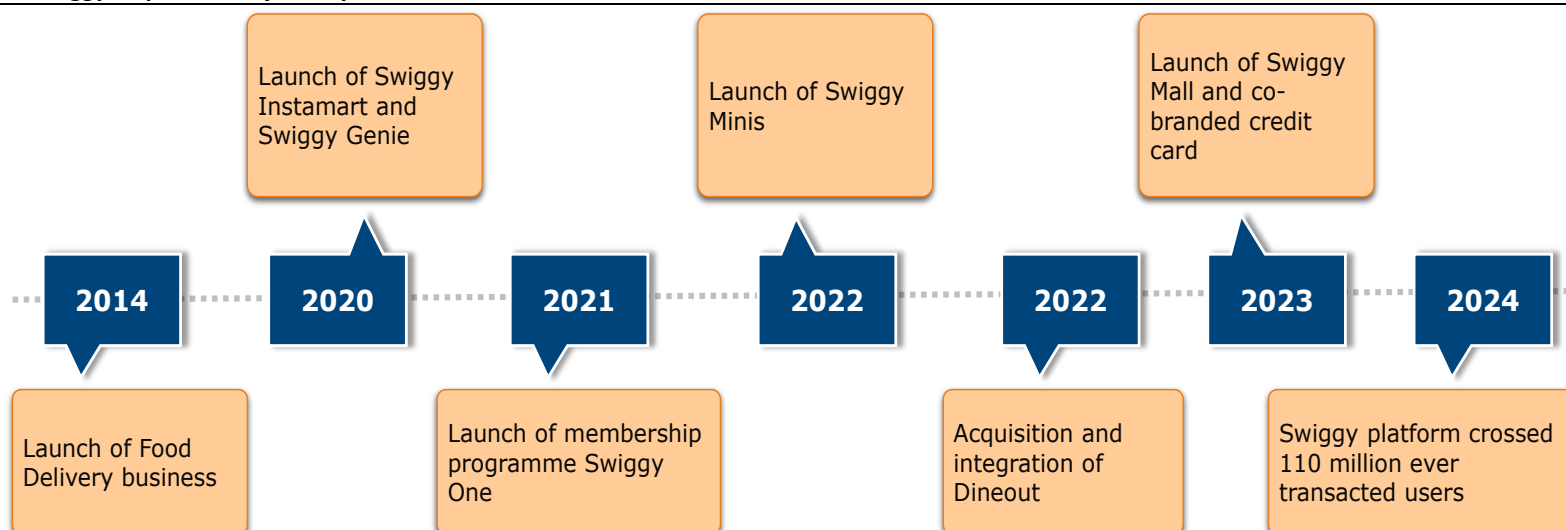 Launch of Swiggy
Instamart and
Swiggy Genie
Launch of Swiggy
Minis
Launch of Swiggy
Mall and co-
branded credit
card
2014
2020
2021
2022
2022
2023
2024
Launch of Food
Delivery business
Launch of membership
programme Swiggy
One
Acquisition and
integration of
Dineout
Swiggy platform crossed
110 million ever
transacted users